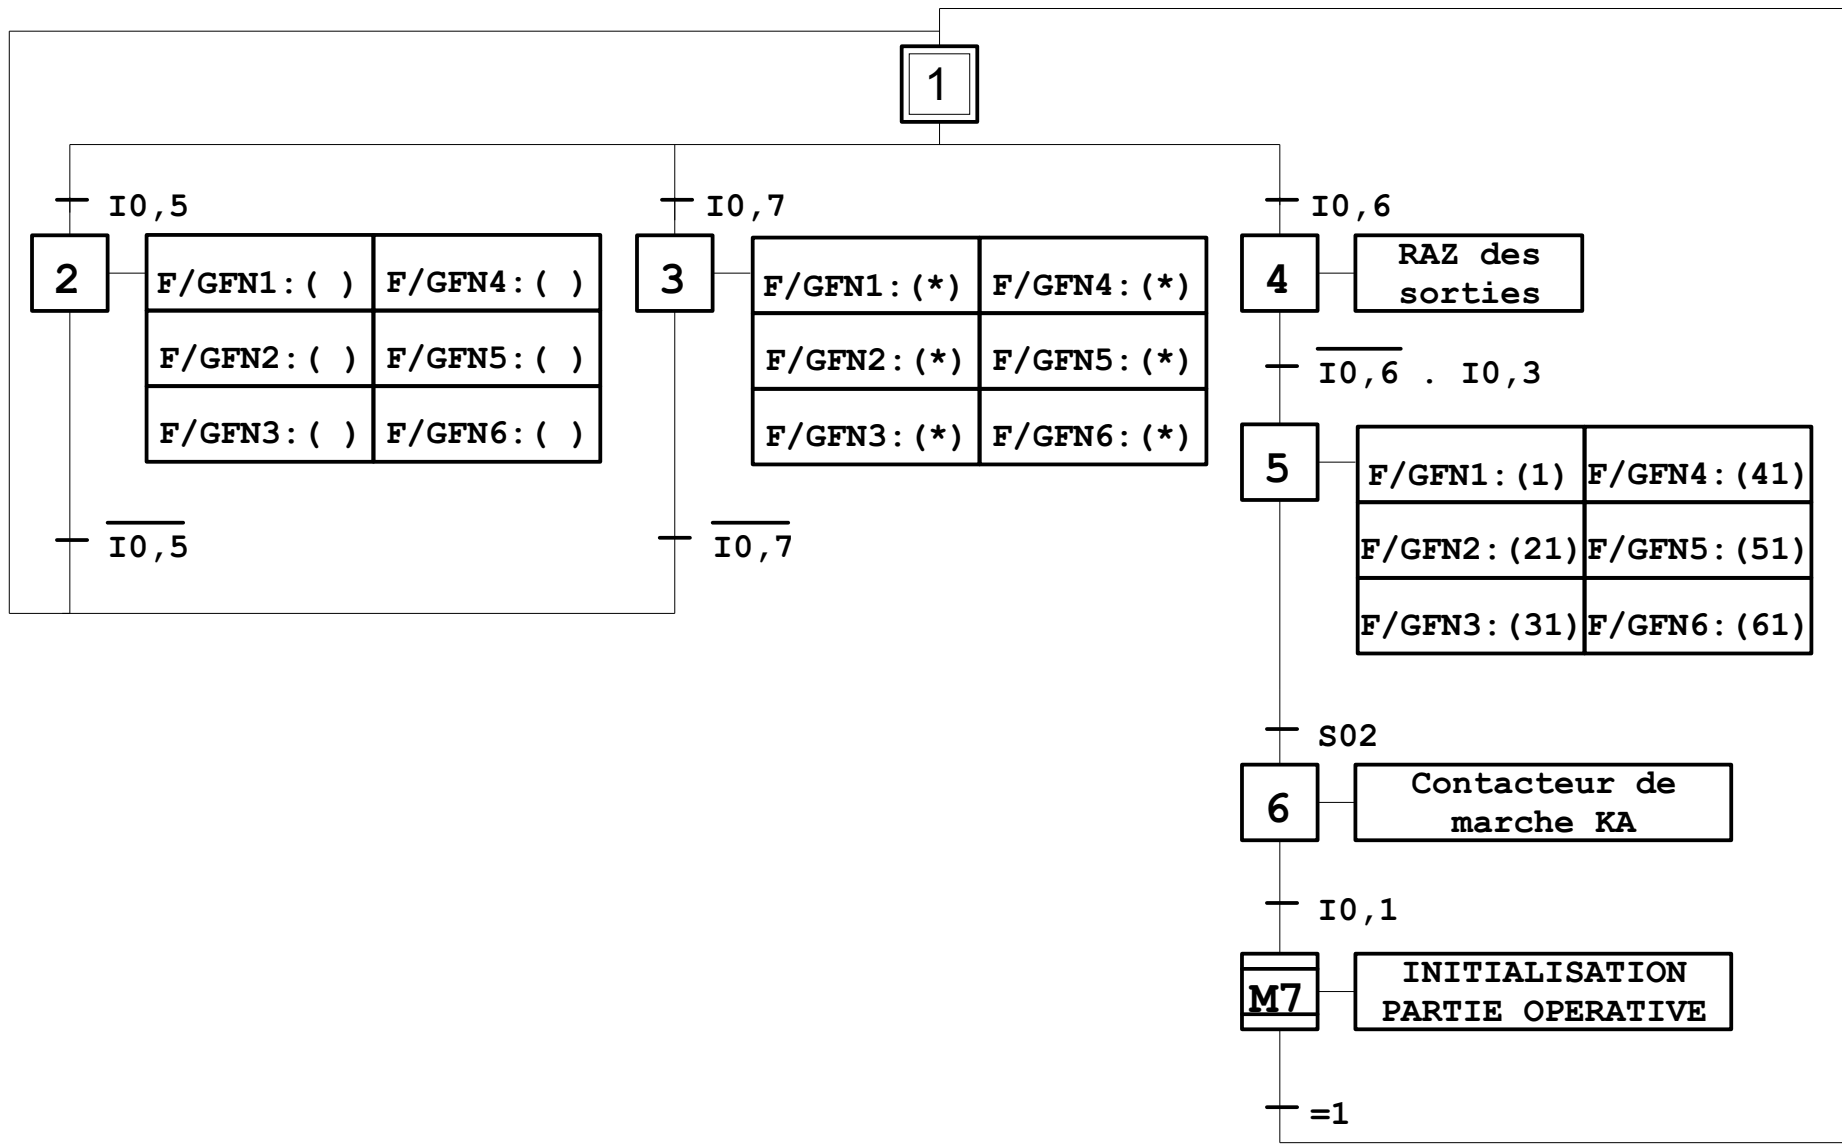 1
I0,5
I0,7
I0,6
2
F/GFN1:( ) F/GFN4:( )
F/GFN2:( ) F/GFN5:( )
F/GFN3:( ) F/GFN6:( )
3
F/GFN1:(*) F/GFN4:(*)
F/GFN2:(*) F/GFN5:(*)
F/GFN3:(*) F/GFN6:(*)
4
RAZ des
sorties
I0,6 . I0,3
5
F/GFN1:(1) F/GFN4:(41)
F/GFN2:(21) F/GFN5:(51)
F/GFN3:(31) F/GFN6:(61)
I0,5
I0,7
S02
6
Contacteur de
marche KA
I0,1
M7
INITIALISATION
PARTIE OPERATIVE
=1